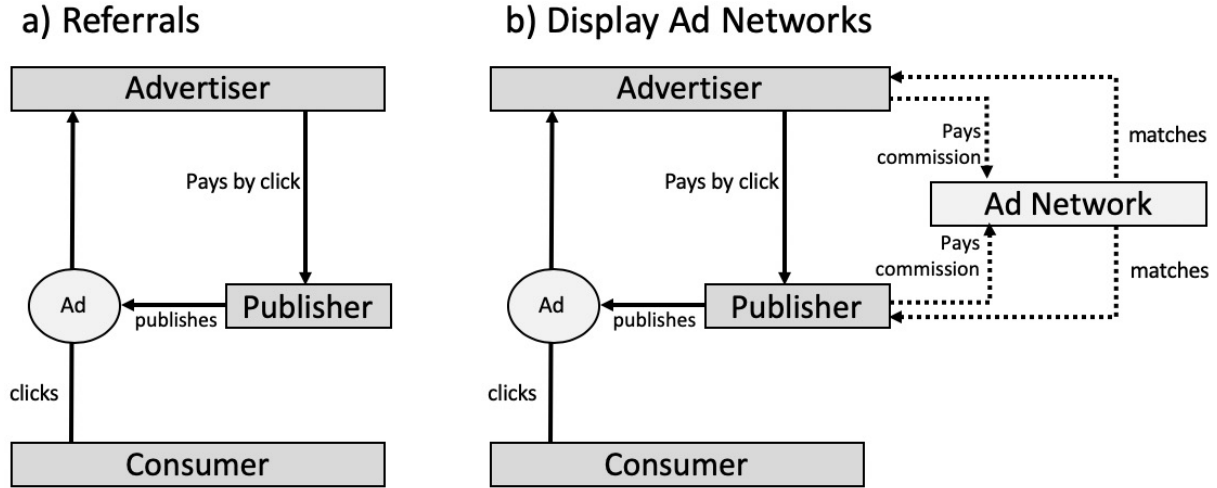 a) Referrals
Advertiser
Pays by click
Ad
publishes
Publisher
clicks
Consumer
b) Display Ad Networks
Advertiser
Pays
commission
matches
Pays by click
Ad Network
Pays
commission
matches
Ad
publishes
Publisher
clicks
Consumer